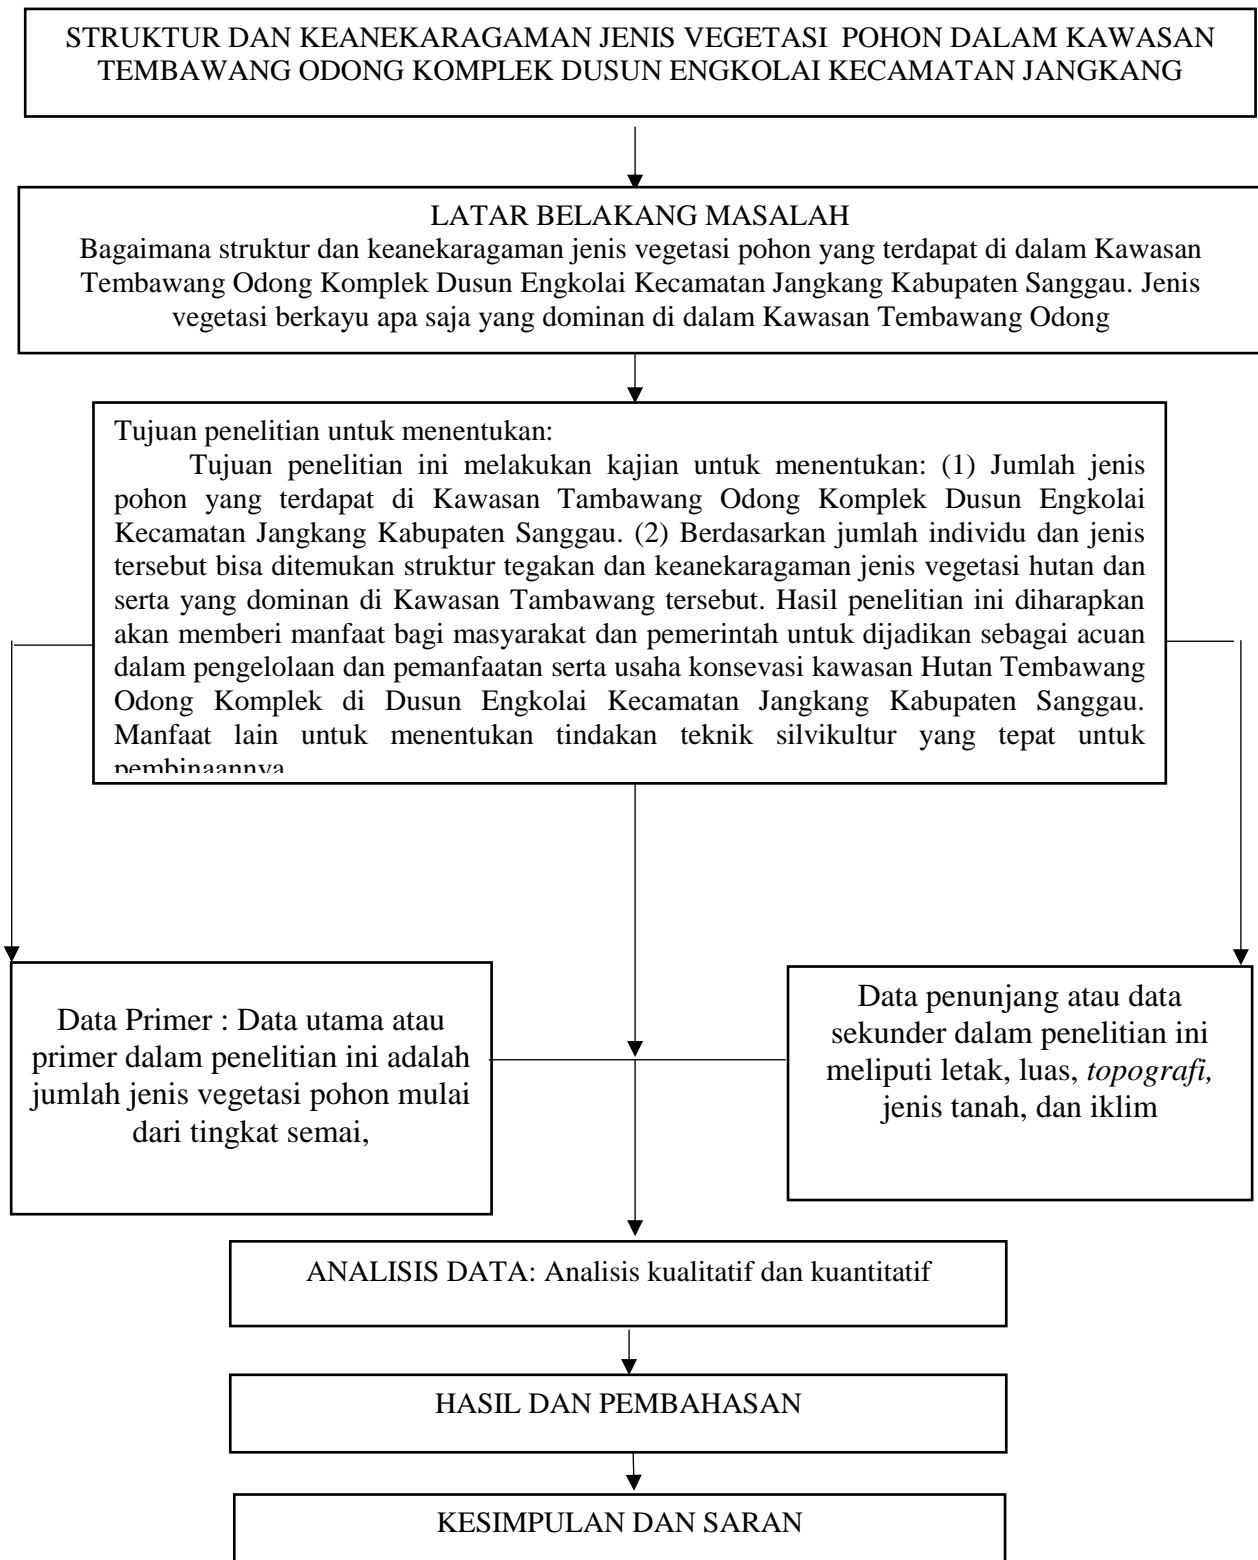 STRUKTUR DAN KEANEKARAGAMAN JENIS VEGETASI POHON DALAM KAWASAN
TEMBAWANG ODONG KOMPLEK DUSUN ENGKOLAI KECAMATAN JANGKANG
LATAR BELAKANG MASALAH
Bagaimana struktur dan keanekaragaman jenis vegetasi pohon yang terdapat di dalam Kawasan
Tembawang Odong Komplek Dusun Engkolai Kecamatan Jangkang Kabupaten Sanggau. Jenis
vegetasi berkayu apa saja yang dominan di dalam Kawasan Tembawang Odong
Tujuan penelitian untuk menentukan:
Tujuan penelitian ini melakukan kajian untuk menentukan: (1) Jumlah jenis
pohon yang terdapat di Kawasan Tambawang Odong Komplek Dusun Engkolai
Kecamatan Jangkang Kabupaten Sanggau. (2) Berdasarkan jumlah individu dan jenis
tersebut bisa ditemukan struktur tegakan dan keanekaragaman jenis vegetasi hutan dan
serta yang dominan di Kawasan Tambawang tersebut. Hasil penelitian ini diharapkan
akan memberi manfaat bagi masyarakat dan pemerintah untuk dijadikan sebagai acuan
dalam pengelolaan dan pemanfaatan serta usaha konsevasi kawasan Hutan Tembawang
Odong Komplek di Dusun Engkolai Kecamatan Jangkang Kabupaten Sanggau.
Manfaat lain untuk menentukan tindakan teknik silvikultur yang tepat untuk
pembinaannya
Data Primer : Data utama atau
primer dalam penelitian ini adalah
jumlah jenis vegetasi pohon mulai
dari tingkat semai,
Data penunjang atau data
sekunder dalam penelitian ini
meliputi letak, luas, topografi,
jenis tanah, dan iklim
ANALISIS DATA: Analisis kualitatif dan kuantitatif
HASIL DAN PEMBAHASAN
KESIMPULAN DAN SARAN